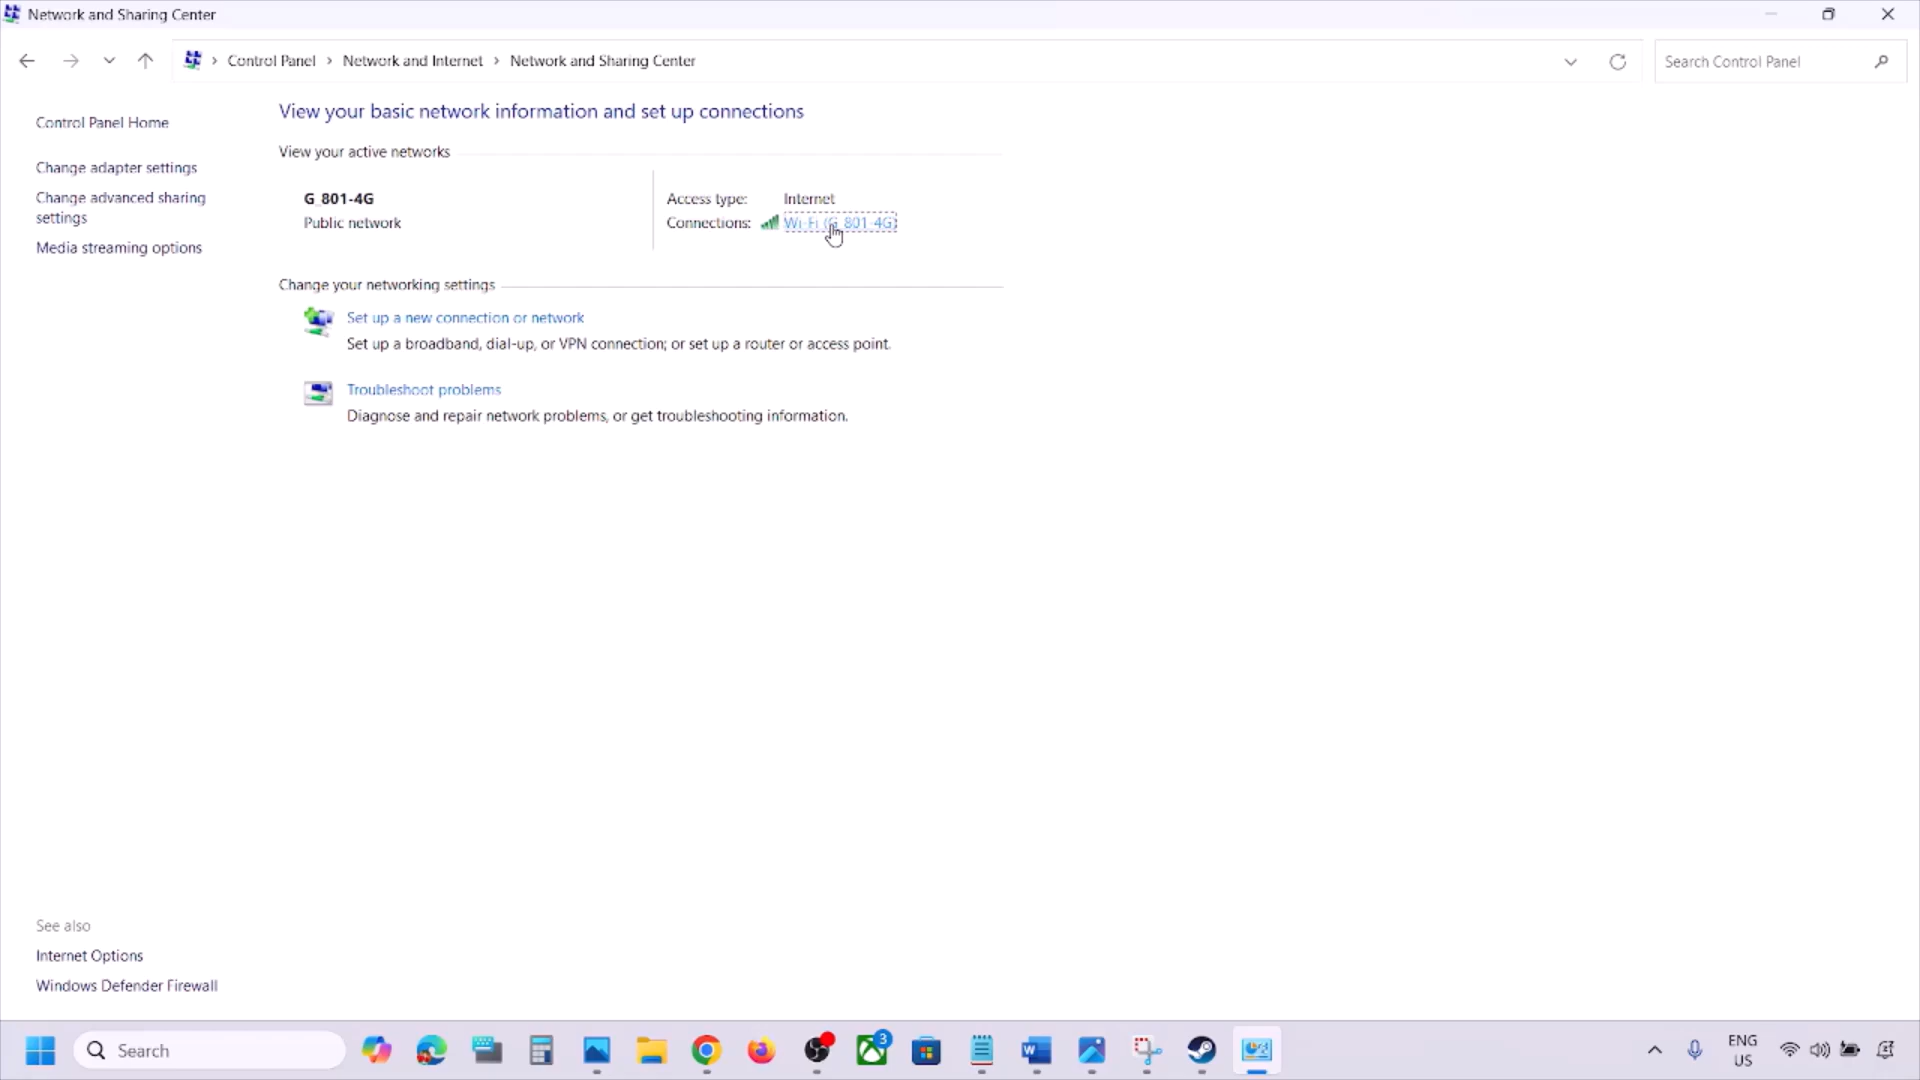 Network and Sharing Center
Control Panel > Network and Internet > Network and Sharing Center
Search Control Panel
Control Panel Home
Change adapter settings
Change advanced sharing
settings
Media streaming options
View your basic network information and set up connections
View your active networks
G_801-4G
Public network
Access type: Internet
Connections: Wi-Fi (G_801-4G)
Change your networking settings
Set up a new connection or network
Set up a broadband, dial-up, or VPN connection; or set up a router or access point.
Troubleshoot problems
Diagnose and repair network problems, or get troubleshooting information.
See also
Internet Options
Windows Defender Firewall
Search
3
ENG
US